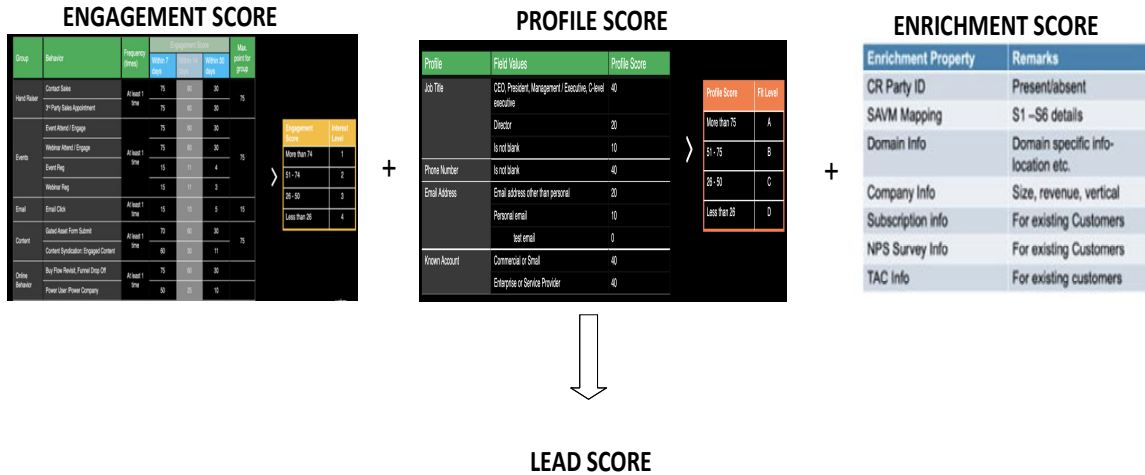 ENGAGEMENT SCORE
PROFILE SCORE
ENRICHMENT SCORE
Group Behavior Frequency (times) Engagement Score Max. point for group
Within 7 days Within 14 days Within 30 days
Hand Raiser Contact Sales At least 1 time 75 60 30 75
3rd Party Sales Appointment 75 60 30
Events Event Attend / Engage At least 1 time 75 60 30 75
Webinar Attend / Engage 75 60 30
Event Reg 15 11 4
Webinar Reg 15 11 3
Email Email Click At least 1 time 15 10 5 15
Content Gated Asset Form Submit At least 1 time 70 60 30 75
Content Syndication: Engaged Content 60 30 11
Online Behavior Buy Flow Revisit, Funnel Drop Off At least 1 time 75 60 30
Power User /Power Company 50 25 10
>
Engagement Score Interest Level
More than 74 1
51 - 74 2
26 - 50 3
Less than 26 4
+
Profile Field Values Profile Score
Job Title CEO, President, Management / Executive, C-level executive 40
Director 20
Is not blank 10
Phone Number Is not blank 40
Email Address Email address other than personal 20
Personal email 10
test email 0
Known Account Commercial or Small 40
Enterprise or Service Provider 40
>
Profile Score Fit Level
More than 75 A
51 - 75 B
26 - 50 C
Less than 26 D
+
Enrichment Property Remarks
CR Party ID Present/absent
SAVM Mapping S1 –S6 details
Domain Info Domain specific info- location etc.
Company Info Size, revenue, vertical
Subscription info For existing Customers
NPS Survey Info For existing Customers
TAC Info For existing customers
LEAD SCORE